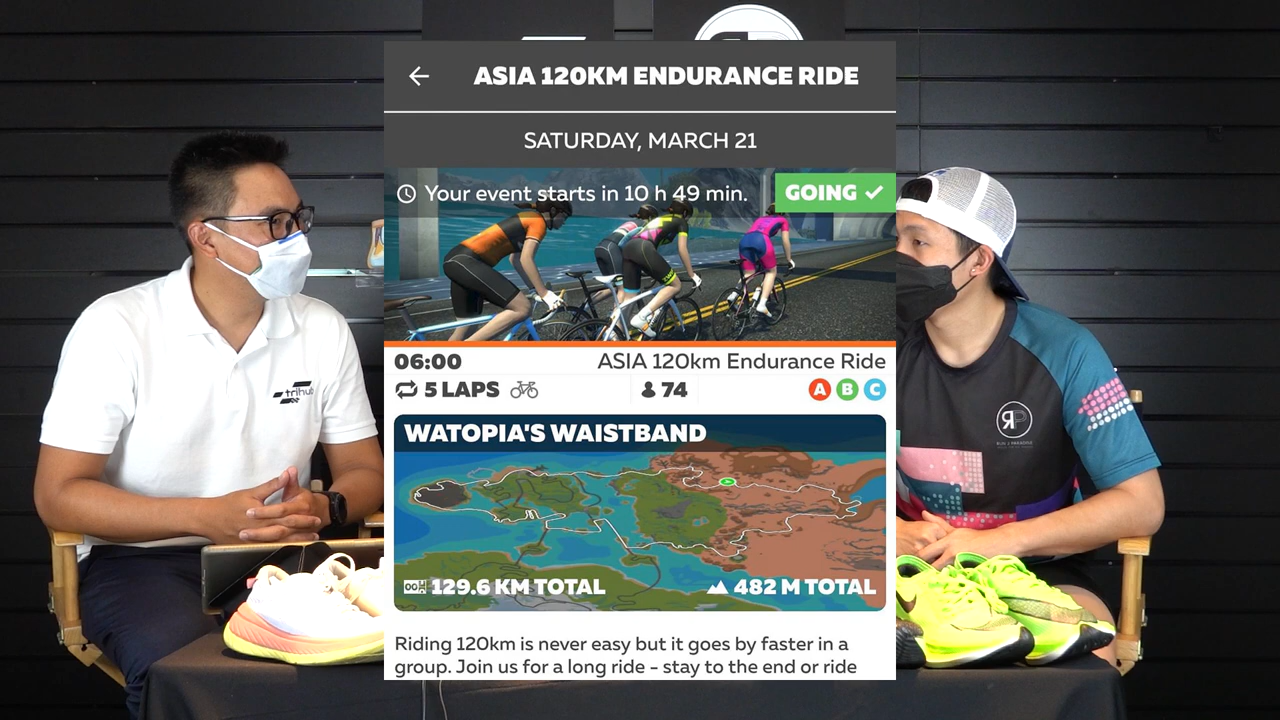 ASIA 120KM ENDURANCE RIDE
SATURDAY, MARCH 21
Your event starts in 10 h 49 min.
GOING
06:00
ASIA 120km Endurance Ride
5 LAPS
74
A B C
WATOPIA'S WAISTBAND
129.6 KM TOTAL
482 M TOTAL
Riding 120km is never easy but it goes by faster in a
group. Join us for a long ride - stay to the end or ride
trihub
RP